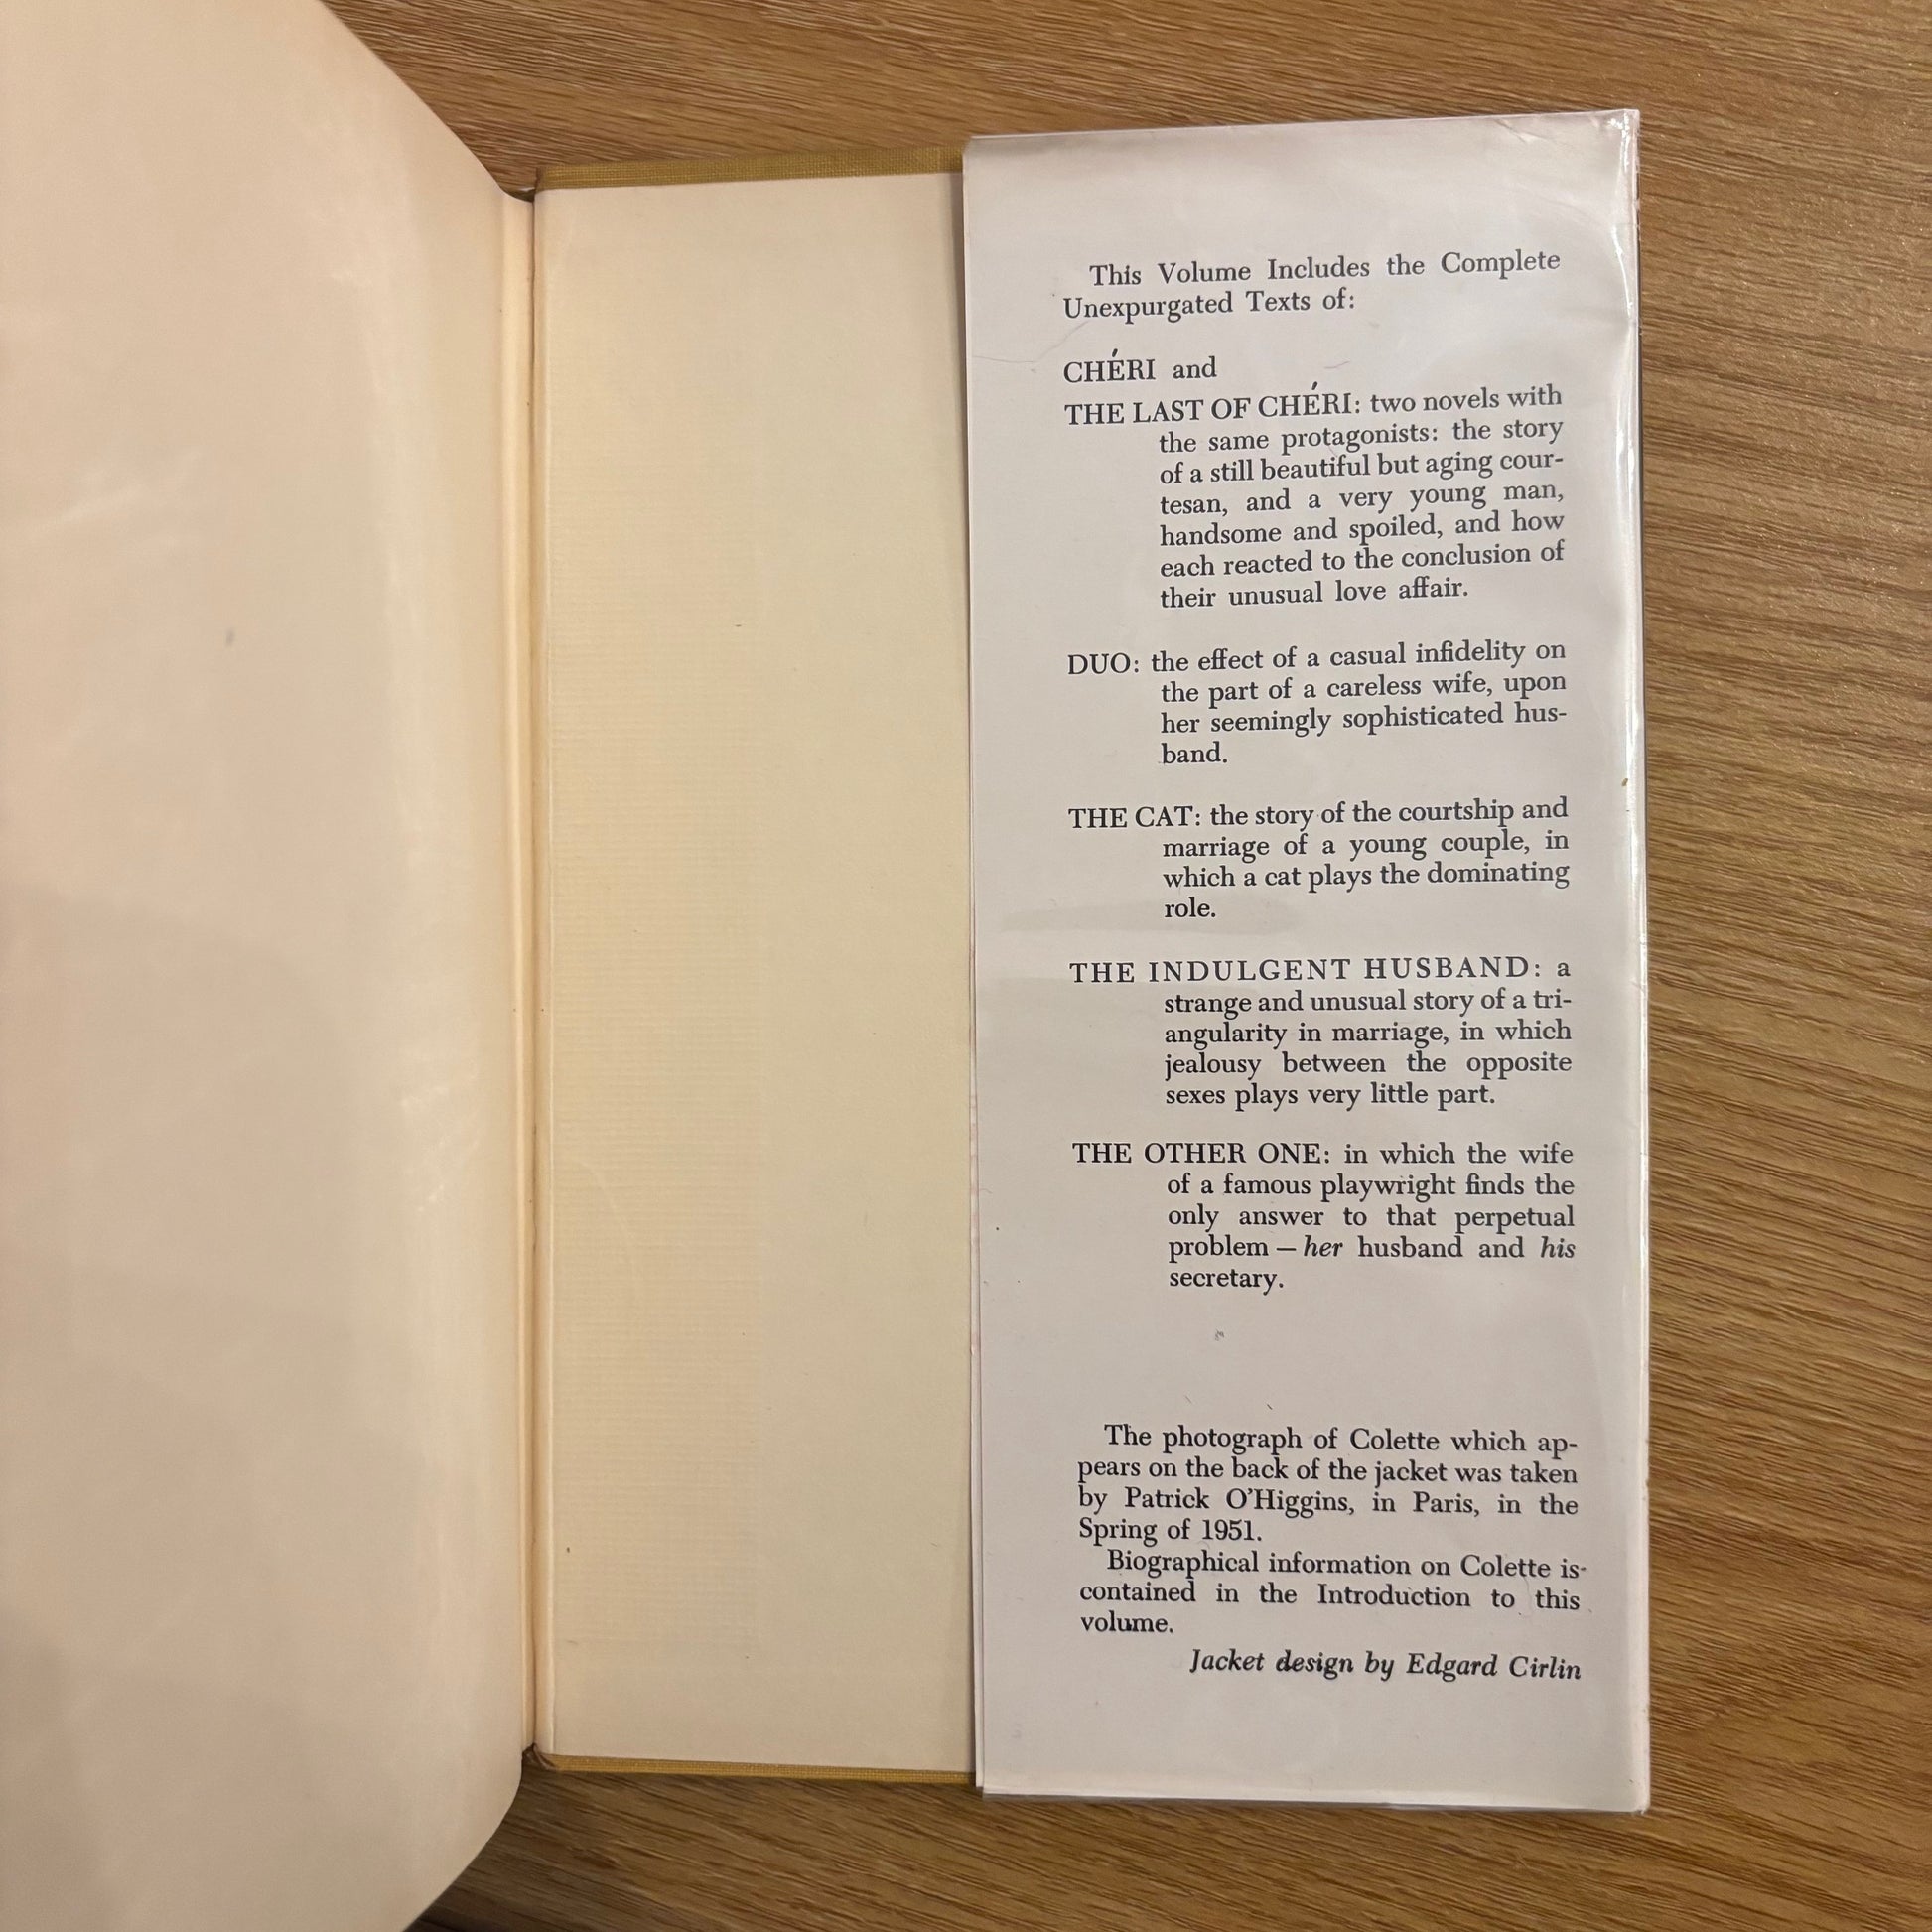 This Volume Includes the Complete
Unexpurgated Texts of:
CHÉRI and
THE LAST OF CHÉRI: two novels with
the same protagonists: the story
of a still beautiful but aging cour-
tesan, and a very young man,
handsome and spoiled, and how
each reacted to the conclusion of
their unusual love affair.
DUO: the effect of a casual infidelity on
the part of a careless wife, upon
her seemingly sophisticated hus-
band.
THE CAT: the story of the courtship and
marriage of a young couple, in
which a cat plays the dominating
role.
THE INDULGENT HUSBAND: a
strange and unusual story of a tri-
angularity in marriage, in which
jealousy between the opposite
sexes plays very little part.
THE OTHER ONE: in which the wife
of a famous playwright finds the
only answer to that perpetual
problem — her husband and his
secretary.
The photograph of Colette which ap-
pears on the back of the jacket was taken
by Patrick O'Higgins, in Paris, in the
Spring of 1951.
Biographical information on Colette is
contained in the Introduction to this
volume.
Jacket design by Edgard Cirlin